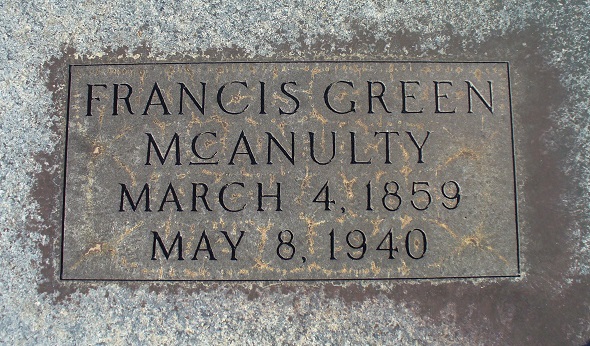 FRANCIS GREEN
McANULTY
MARCH 4, 1859
MAY 8, 1940